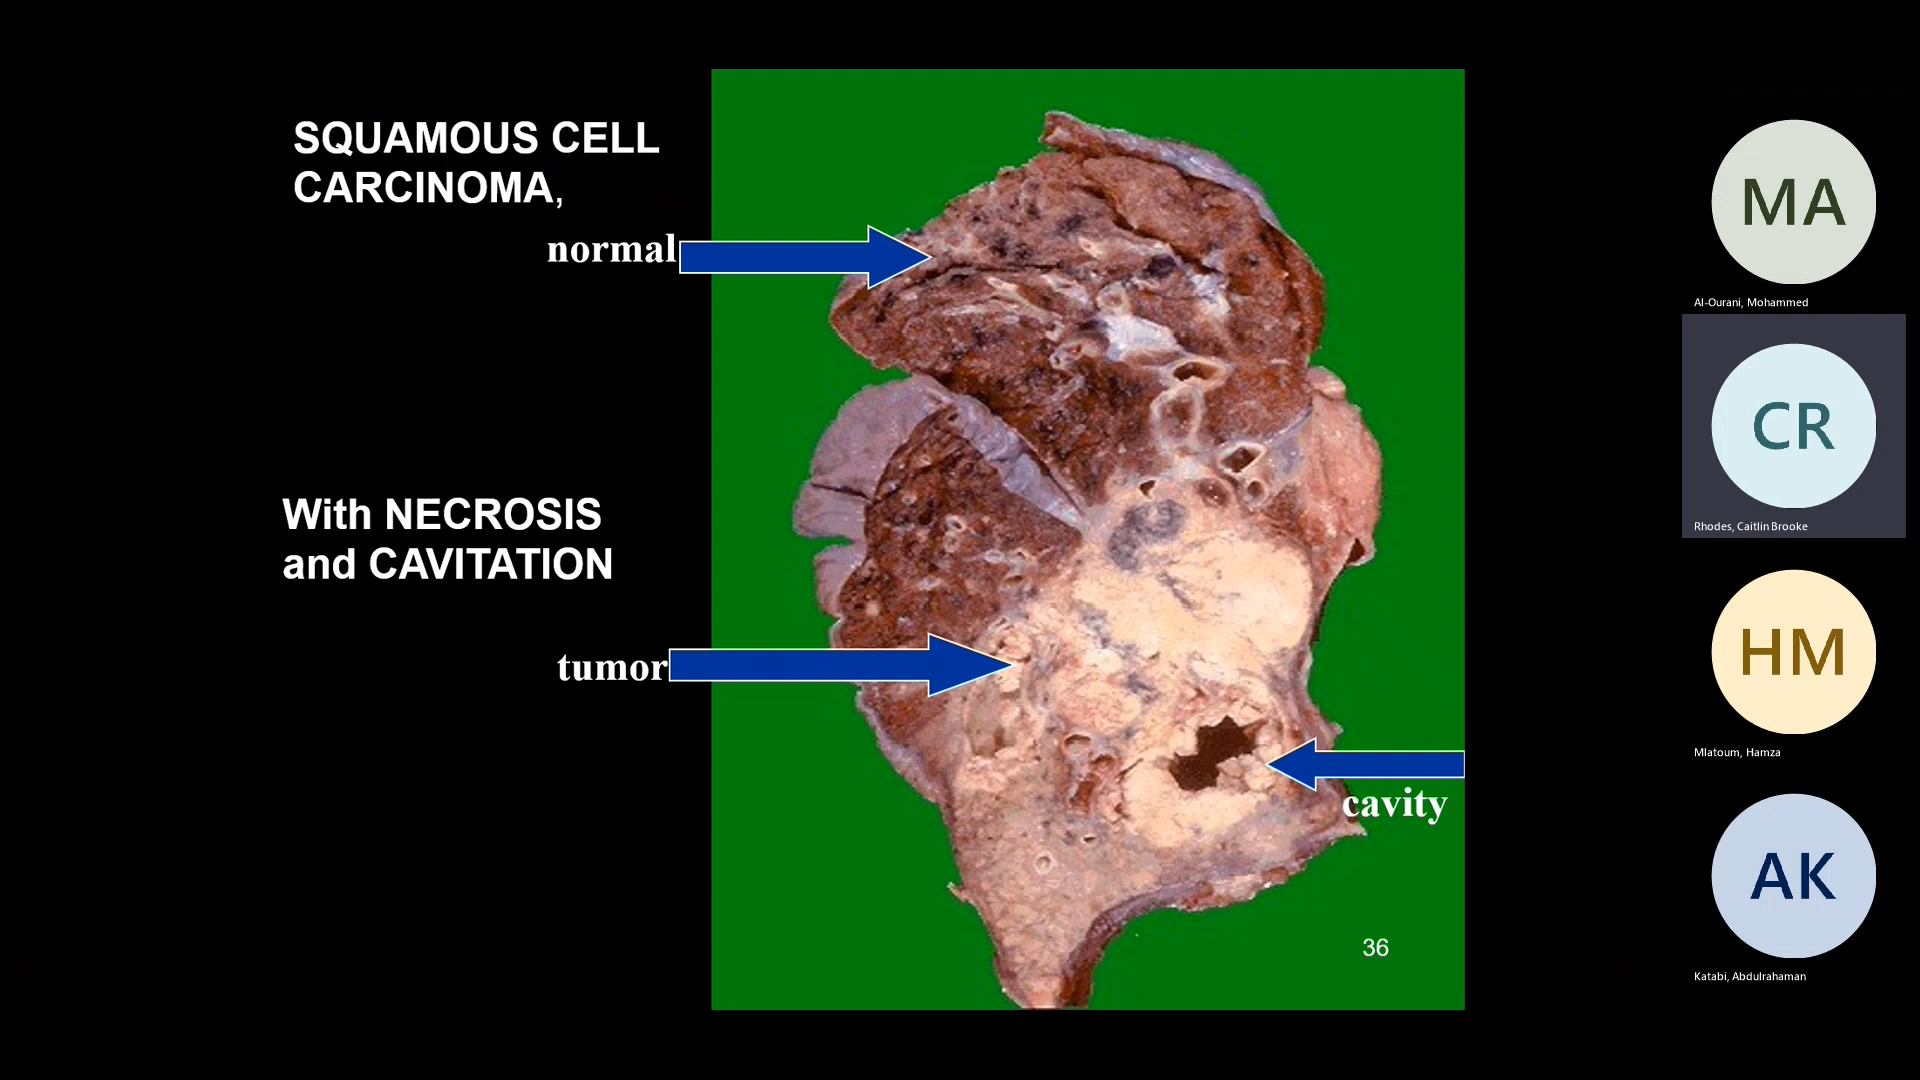 SQUAMOUS CELL
CARCINOMA,
normal
With NECROSIS
and CAVITATION
tumor
cavity
36
MA
Al-Ourani, Mohammed
CR
Rhodes, Caitlin Brooke
HM
Mlatoum, Hamza
AK
Katabi, Abdulrahaman